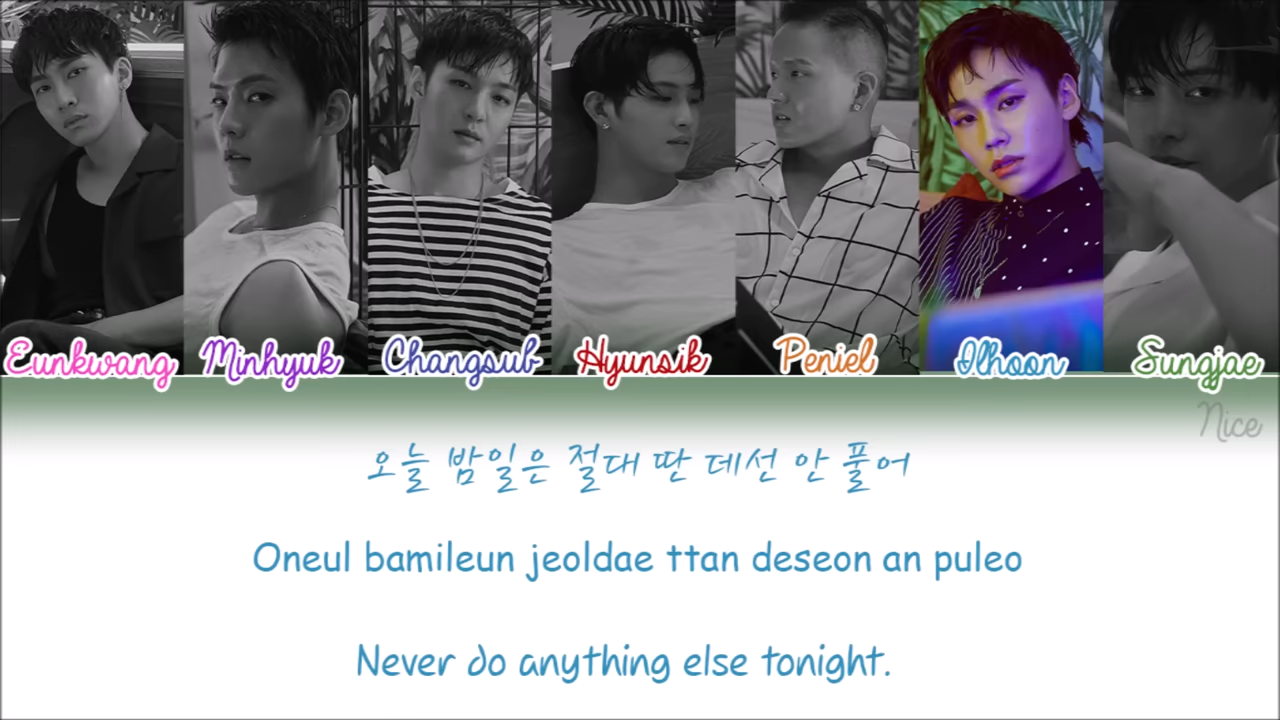 Eunkwang Minhyuk Changsub Hyunsik Peniel Ilhoon Sungjae
Nice
오늘 밤일은 절대 딴 데선 안 풀어
Oneul bamileun jeoldae ttan deseon an puleo
Never do anything else tonight.